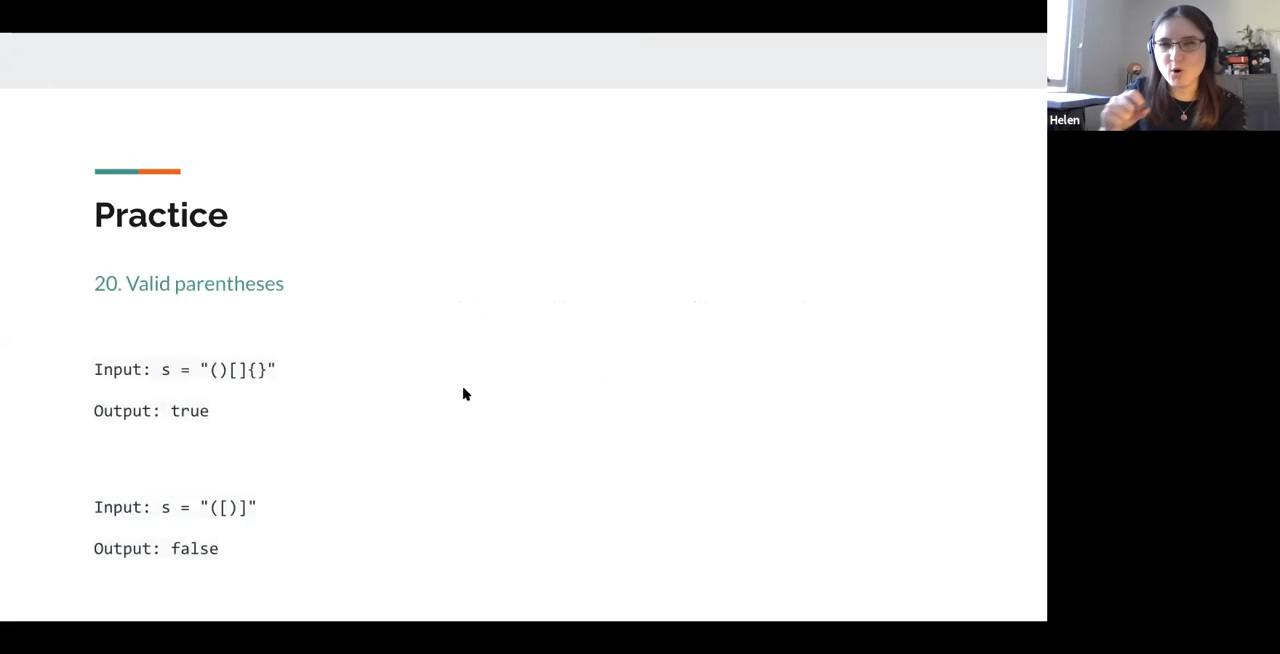 Practice
20. Valid parentheses
Input: s = "()[]{}"
Output: true
Input: s = "([)]"
Output: false
Helen